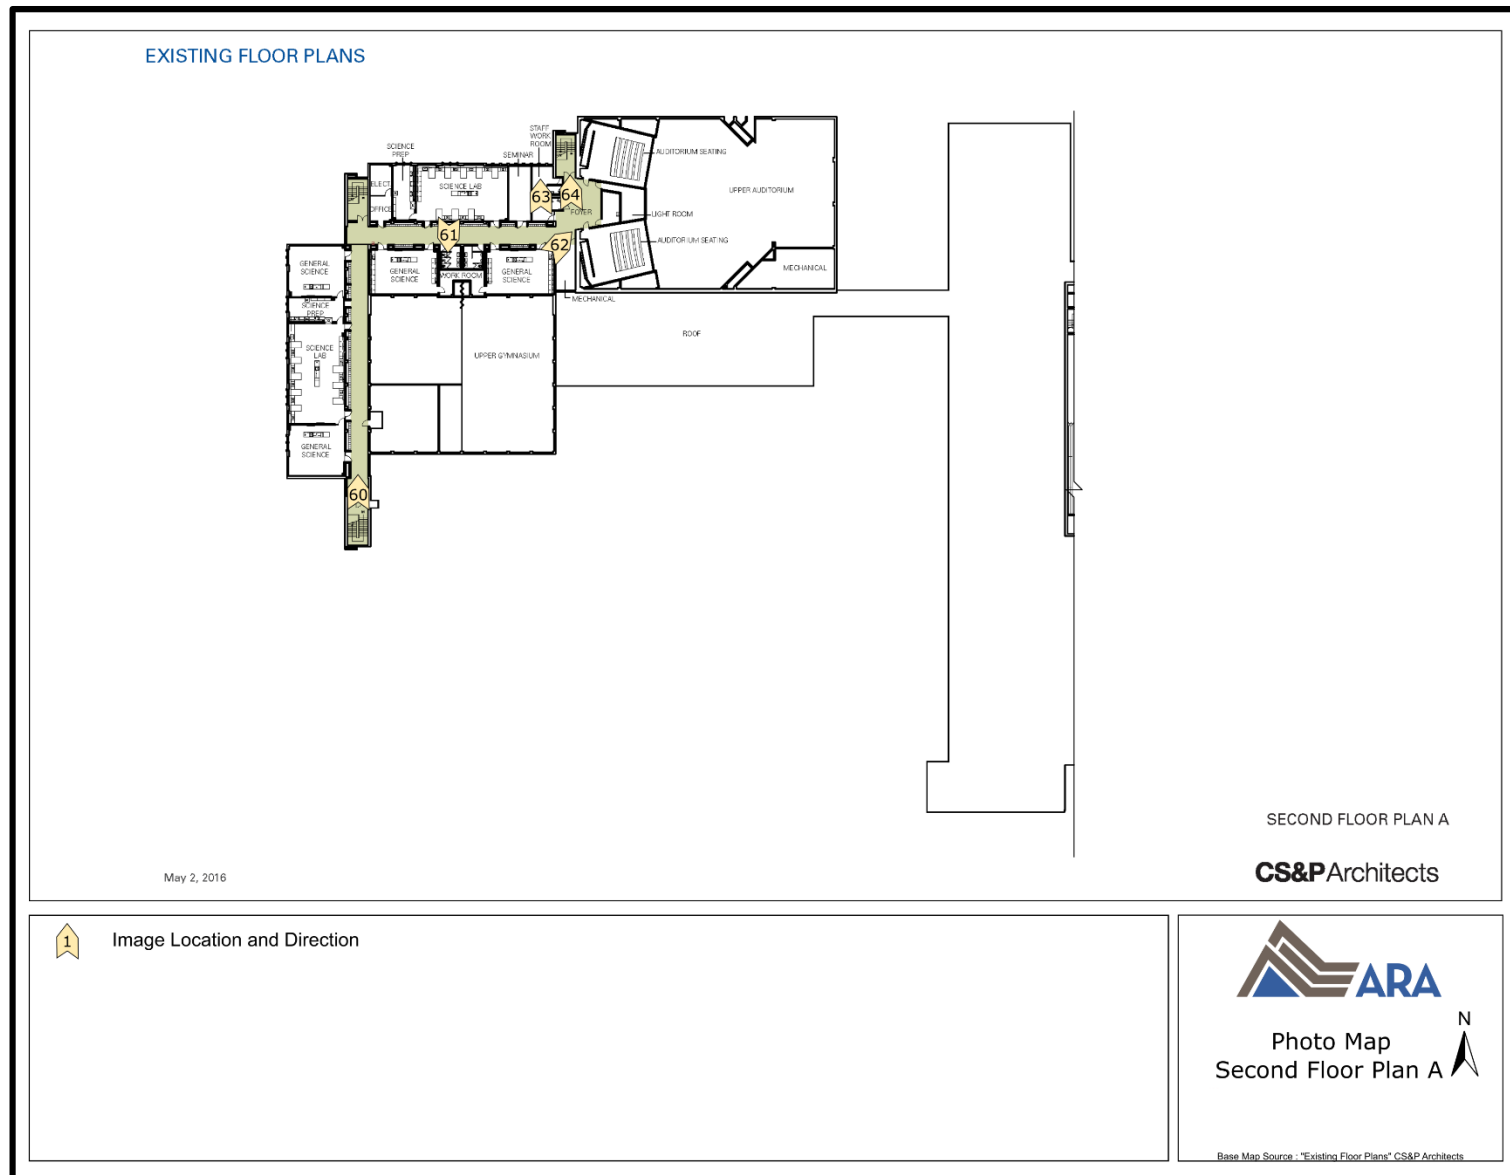 EXISTING FLOOR PLANS
STAFF
WORK
ROOM
SCIENCE
PREP
SEMINAR
AUDITORIUM SEATING
ELECT.
OFFICE
SCIENCE LAB
63
64
UPPER AUDITORIUM
FOYER
LIGHT ROOM
61
62
AUDITORIUM SEATING
GENERAL
SCIENCE
GENERAL
SCIENCE
WORK ROOM
GENERAL
SCIENCE
MECHANICAL
MECHANICAL
SCIENCE
PREP
ROOF
SCIENCE
LAB
UPPER GYMNASIUM
GENERAL
SCIENCE
60
SECOND FLOOR PLAN A
May 2, 2016
CS&P Architects
1
Image Location and Direction
ARA
N
Photo Map
Second Floor Plan A
Base Map Source : "Existing Floor Plans" CS&P Architects